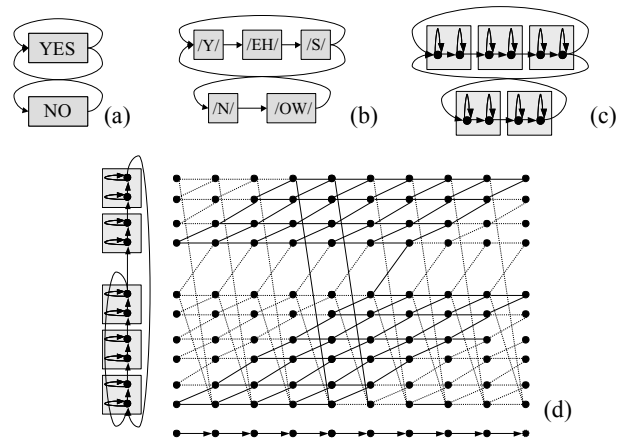 YES
NO
(a)
/Y/ /EH/ /S/
/N/ /OW/
(b)
(c)
(d)